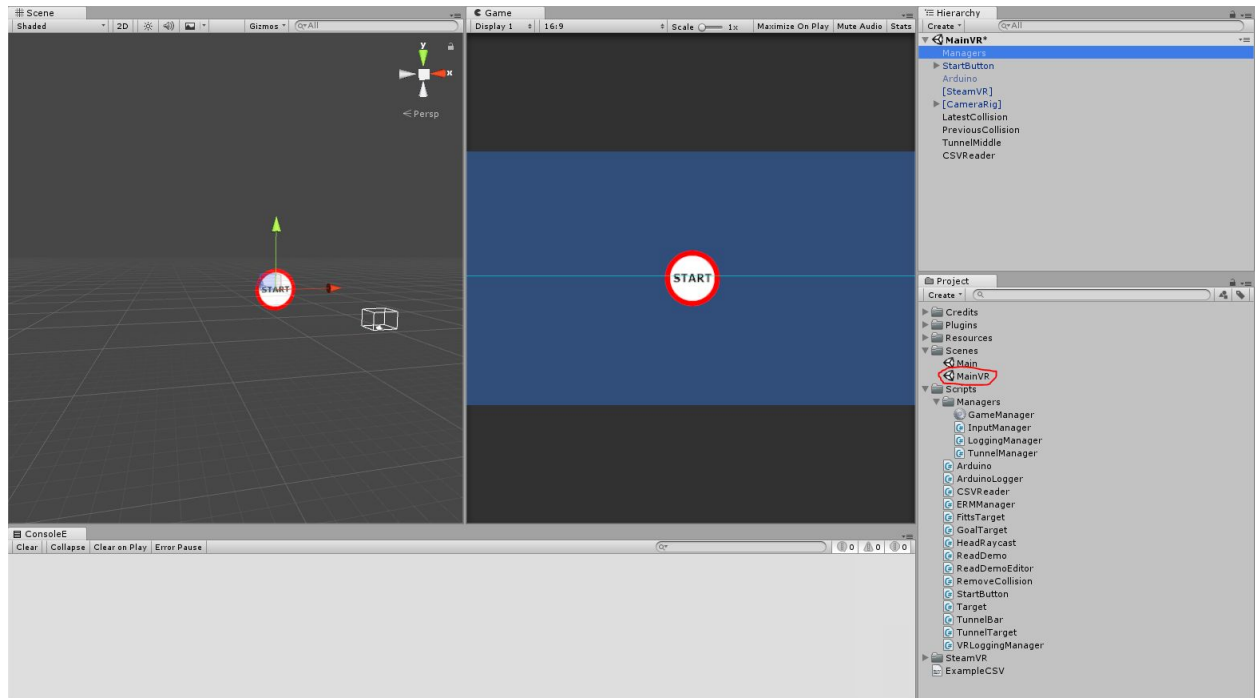 Scene
Shaded 2D Gizmos All
y
x
Persp
START
Game
Display 1 16:9 Scale 1x Maximize On Play Mute Audio Stats
START
Hierarchy
Create All
MainVR*
Managers
StartButton
Arduino
[SteamVR]
[CameraRig]
LatestCollision
PreviousCollision
TunnelMiddle
CSVReader
Project
Create
Credits
Plugins
Resources
Scenes
Main
MainVR
Scripts
Managers
GameManager
InputManager
LoggingManager
TunnelManager
Arduino
ArduinoLogger
CSVReader
ERMManager
FittsTarget
GoalTarget
HeadRaycast
ReadDemo
ReadDemoEditor
RemoveCollision
StartButton
Target
TunnelBar
TunnelTarget
VRLoggingManager
SteamVR
ExampleCSV
ConsoleE
Clear Collapse Clear on Play Error Pause 0 0 0